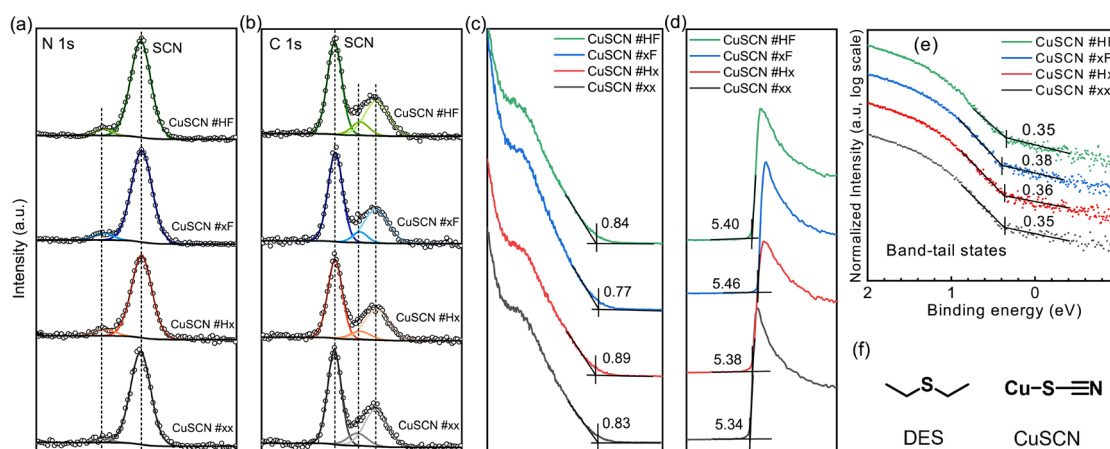 (a)
N 1s
SCN
CuSCN #HF
CuSCN #xF
CuSCN #Hx
CuSCN #xx
Intensity (a.u.)
(b)
C 1s
SCN
CuSCN #HF
CuSCN #xF
CuSCN #Hx
CuSCN #xx
(c)
CuSCN #HF
CuSCN #xF
CuSCN #Hx
CuSCN #xx
0.84
0.77
0.89
0.83
(d)
CuSCN #HF
CuSCN #xF
CuSCN #Hx
CuSCN #xx
5.40
5.46
5.38
5.34
(e)
CuSCN #HF
CuSCN #xF
CuSCN #Hx
CuSCN #xx
0.35
0.38
0.36
0.35
Band-tail states
Normalized Intensity (a.u. log scale)
2 1 0
Binding energy (eV)
(f)
S
Cu-S-≡N
DES CuSCN